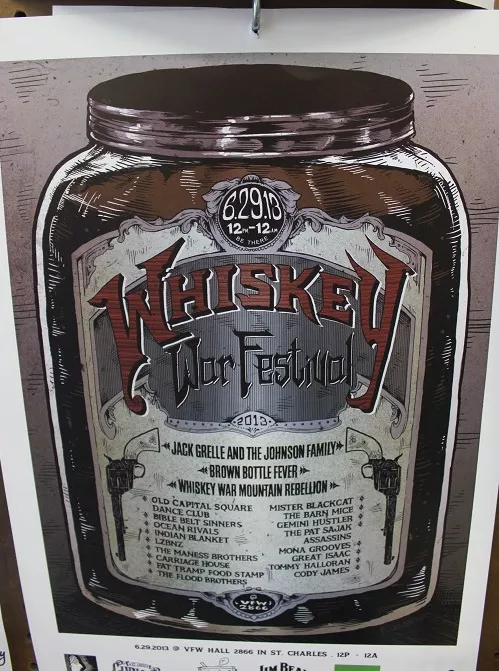 6.29.13
12PM-12AM
BE THERE
WHISKEY
War Festival
2013
JACK GRELLE AND THE JOHNSON FAMILY
BROWN BOTTLE FEVER
WHISKEY WAR MOUNTAIN REBELLION
OLD CAPITAL SQUARE
DANCE CLUB
BIBLE BELT SINNERS
OCEAN RIVALS
INDIAN BLANKET
LZBNZ
THE MANESS BROTHERS
CARRIAGE HOUSE
FAT TRAMP FOOD STAMP
THE FLOOD BROTHERS
MISTER BLACKCAT
THE BARN MICE
GEMINI HUSTLER
THE PAT SAJAK
ASSASSINS
MONA GROOVES
GREAT ISAAC
TOMMY HALLORAN
CODY JAMES
VFW
2866
6.29.2013 @ VFW HALL 2866 IN ST. CHARLES . 12P - 12A
JIM BEAM